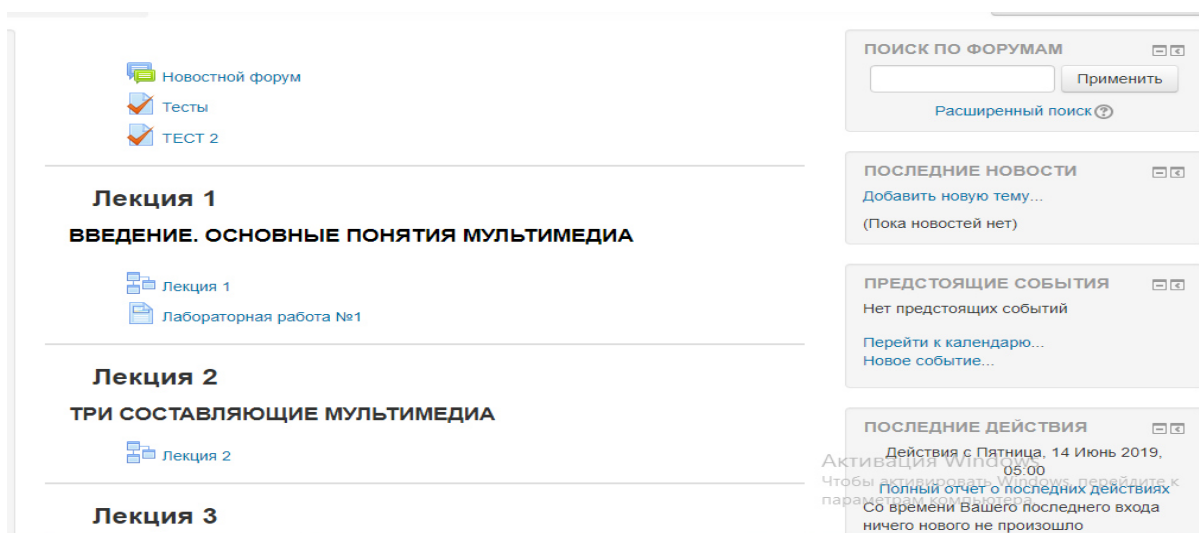 Новостной форум
Тесты
ТЕСТ 2
Лекция 1
ВВЕДЕНИЕ. ОСНОВНЫЕ ПОНЯТИЯ МУЛЬТИМЕДИА
Лекция 1
Лабораторная работа №1
Лекция 2
ТРИ СОСТАВЛЯЮЩИЕ МУЛЬТИМЕДИА
Лекция 2
Лекция 3
ПОИСК ПО ФОРУМАМ
Применить
Расширенный поиск
ПОСЛЕДНИЕ НОВОСТИ
Добавить новую тему...
(Пока новостей нет)
ПРЕДСТОЯЩИЕ СОБЫТИЯ
Нет предстоящих событий
Перейти к календарю...
Новое событие...
ПОСЛЕДНИЕ ДЕЙСТВИЯ
Действия с Пятница, 14 Июнь 2019,
05:00
Полный отчет о последних действиях
Со времени Вашего последнего входа
ничего нового не произошло
Активация Windows
Чтобы активировать Windows, перейдите к
параметрам компьютера.